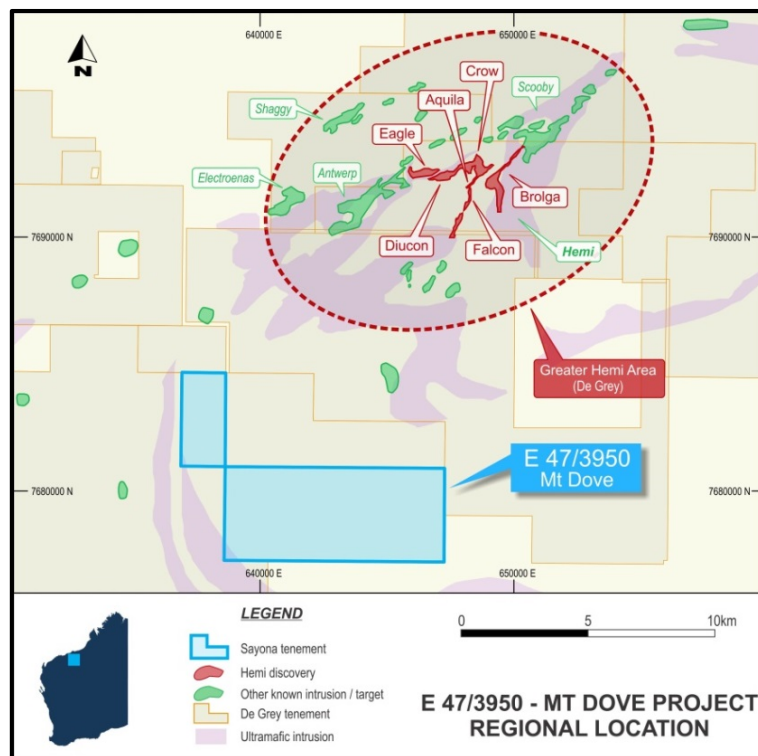 640000 E
650000 E
N
Crow
Aquila
Scooby
Shaggy
Eagle
Electroenas
Antwerp
Brolga
7690000 N
7690000 N
Diucon
Falcon
Hemi
Greater Hemi Area
(De Grey)
E 47/3950
Mt Dove
7680000 N
7680000 N
640000 E
650000 E
LEGEND
Sayona tenement
Hemi discovery
Other known intrusion / target
De Grey tenement
Ultramafic intrusion
0
5
10km
E 47/3950 - MT DOVE PROJECT
REGIONAL LOCATION